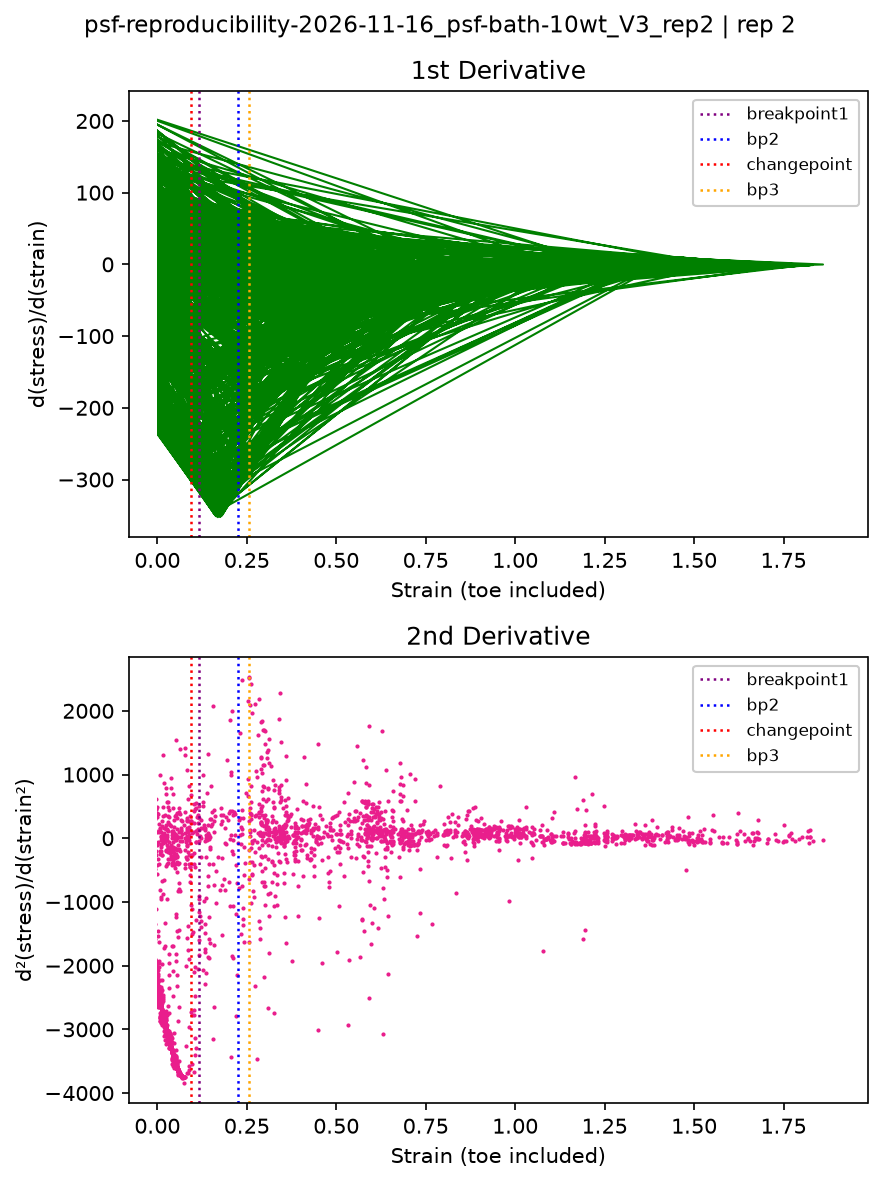 psf-reproducibility-2026-11-16_psf-bath-10wt_V3_rep2 | rep 2
1st Derivative
breakpoint1
bp2
changepoint
bp3
d(stress)/d(strain)
200
100
0
−100
−200
−300
0.00 0.25 0.50 0.75 1.00 1.25 1.50 1.75
Strain (toe included)
2nd Derivative
breakpoint1
bp2
changepoint
bp3
d²(stress)/d(strain²)
2000
1000
0
−1000
−2000
−3000
−4000
0.00 0.25 0.50 0.75 1.00 1.25 1.50 1.75
Strain (toe included)